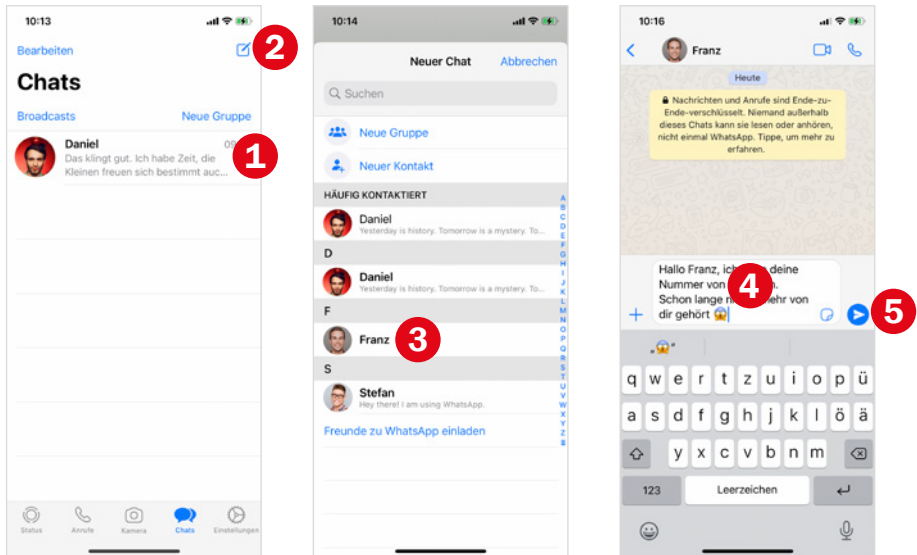 10:13
Bearbeiten
2
Chats
Broadcasts Neue Gruppe
Daniel
1
Das klingt gut. Ich habe Zeit, die
Kleinen freuen sich bestimmt auc...
Status Anrufe Kamera Chats Einstellungen
10:14
Neuer Chat Abbrechen
Suchen
Neue Gruppe
Neuer Kontakt
HÄUFIG KONTAKTIERT
Daniel
Yesterday is history. Tomorrow is a mystery. To...
D
Daniel
Yesterday is history. Tomorrow is a mystery. To...
F
Franz
3
S
Stefan
Hey there! I am using WhatsApp.
Freunde zu WhatsApp einladen
A
B
C
D
E
F
G
H
I
J
K
L
M
N
O
P
Q
R
S
T
U
V
W
X
Y
Z
#
10:16
Franz
Heute
Nachrichten und Anrufe sind Ende-zu-
Ende-verschlüsselt. Niemand außerhalb
dieses Chats kann sie lesen oder anhören,
nicht einmal WhatsApp. Tippe, um mehr zu
erfahren.
Hallo Franz, ich deine
Nummer von
4
Schon lange mehr von
dir gehört 😱
5
„😱“
q w e r t z u i o p ü
a s d f g h j k l ö ä
y x c v b n m
123 Leerzeichen